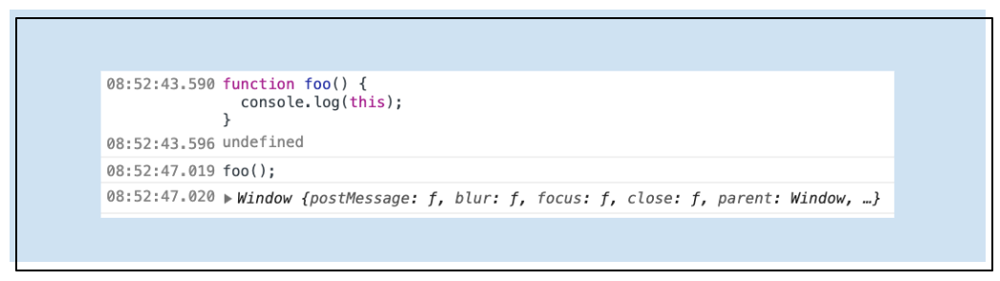 08:52:43.590 function foo() {
console.log(this);
}
08:52:43.596 undefined
08:52:47.019 foo();
08:52:47.020 ▶ Window {postMessage: ƒ, blur: ƒ, focus: ƒ, close: ƒ, parent: Window, …}